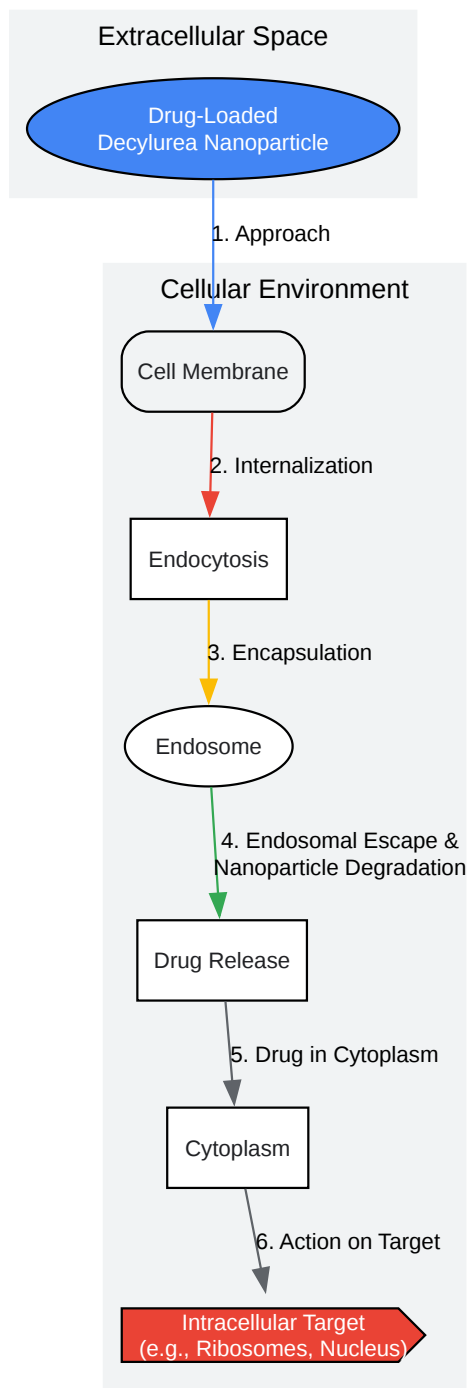 Extracellular Space
Drug-Loaded
Decylurea Nanoparticle
1. Approach
Cellular Environment
Cell Membrane
2. Internalization
Endocytosis
3. Encapsulation
Endosome
4. Endosomal Escape &
Nanoparticle Degradation
Drug Release
5. Drug in Cytoplasm
Cytoplasm
6. Action on Target
Intracellular Target
(e.g., Ribosomes, Nucleus)